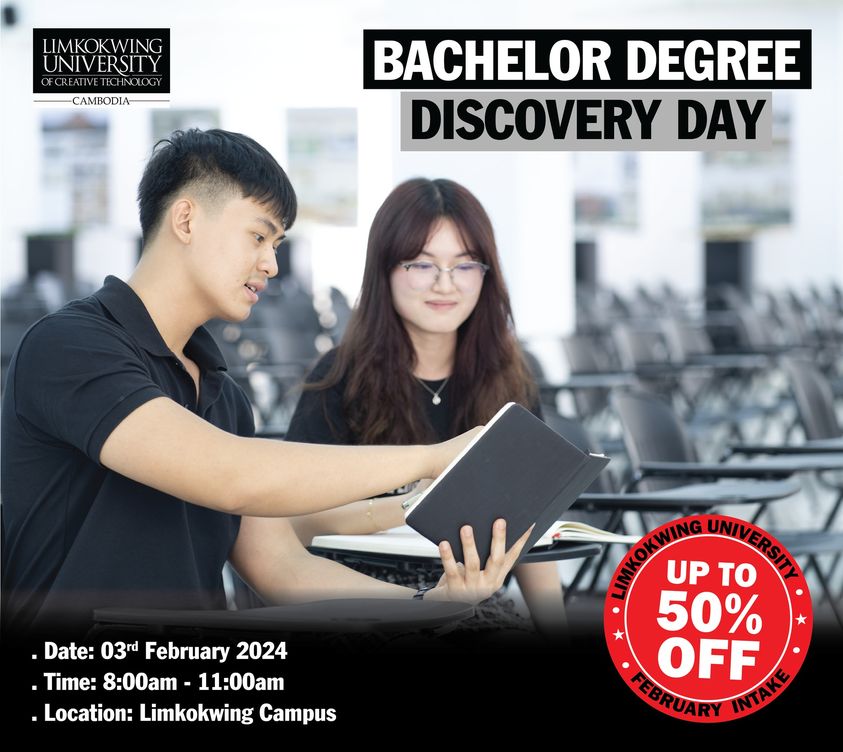 LIMKOKWING
UNIVERSITY
OF CREATIVE TECHNOLOGY
CAMBODIA
BACHELOR DEGREE
DISCOVERY DAY
. Date: 03rd February 2024
. Time: 8:00am - 11:00am
. Location: Limkokwing Campus
LIMKOKWING UNIVERSITY
UP TO
50%
OFF
FEBRUARY INTAKE